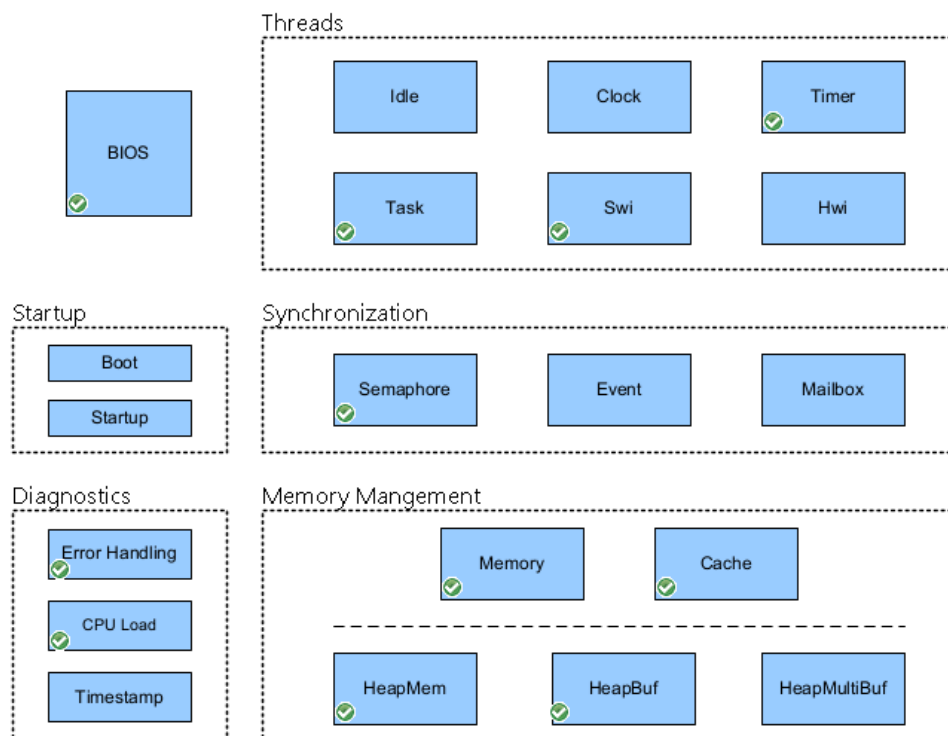 Threads
Idle
Clock
Timer
BIOS
Task
Swi
Hwi
Startup
Boot
Startup
Synchronization
Semaphore
Event
Mailbox
Diagnostics
Error Handling
CPU Load
Timestamp
Memory Mangement
Memory
Cache
HeapMem
HeapBuf
HeapMultiBuf